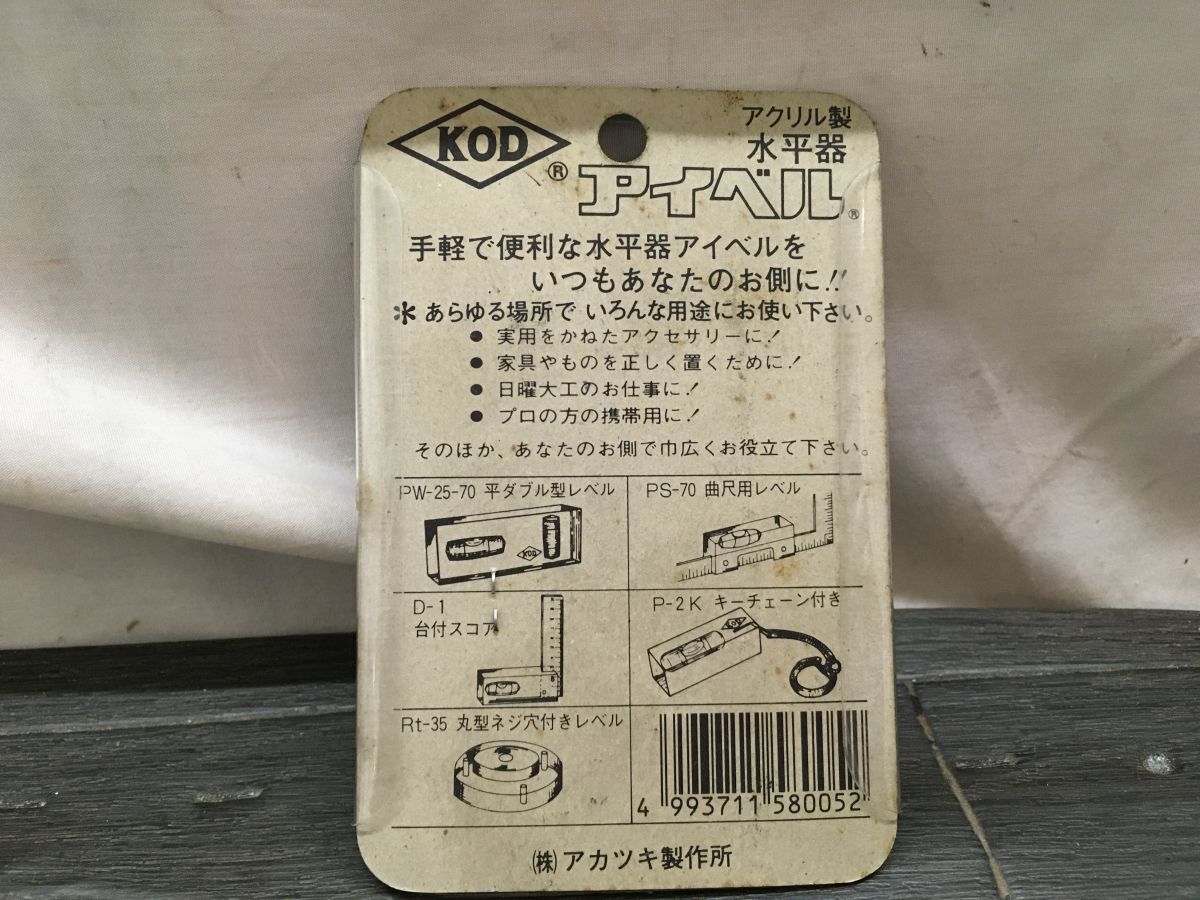 KOD
®
アクリル製
水平器
アイベル®
手軽で便利な水平器アイベルを
いつもあなたのお側に!!
＊あらゆる場所で いろんな用途にお使い下さい。
● 実用をかねたアクセサリーに!
● 家具やものを正しく置くために!
● 日曜大工のお仕事に!
● プロの方の携帯用に!
そのほか、あなたのお側で巾広くお役立て下さい。
PW-25-70 平ダブル型レベル
KOD
PS-70 曲尺用レベル
D-1
台付スコア
P-2K キーチェーン付き
Rt-35 丸型ネジ穴付きレベル
4 993711 580052
㈱アカツキ製作所